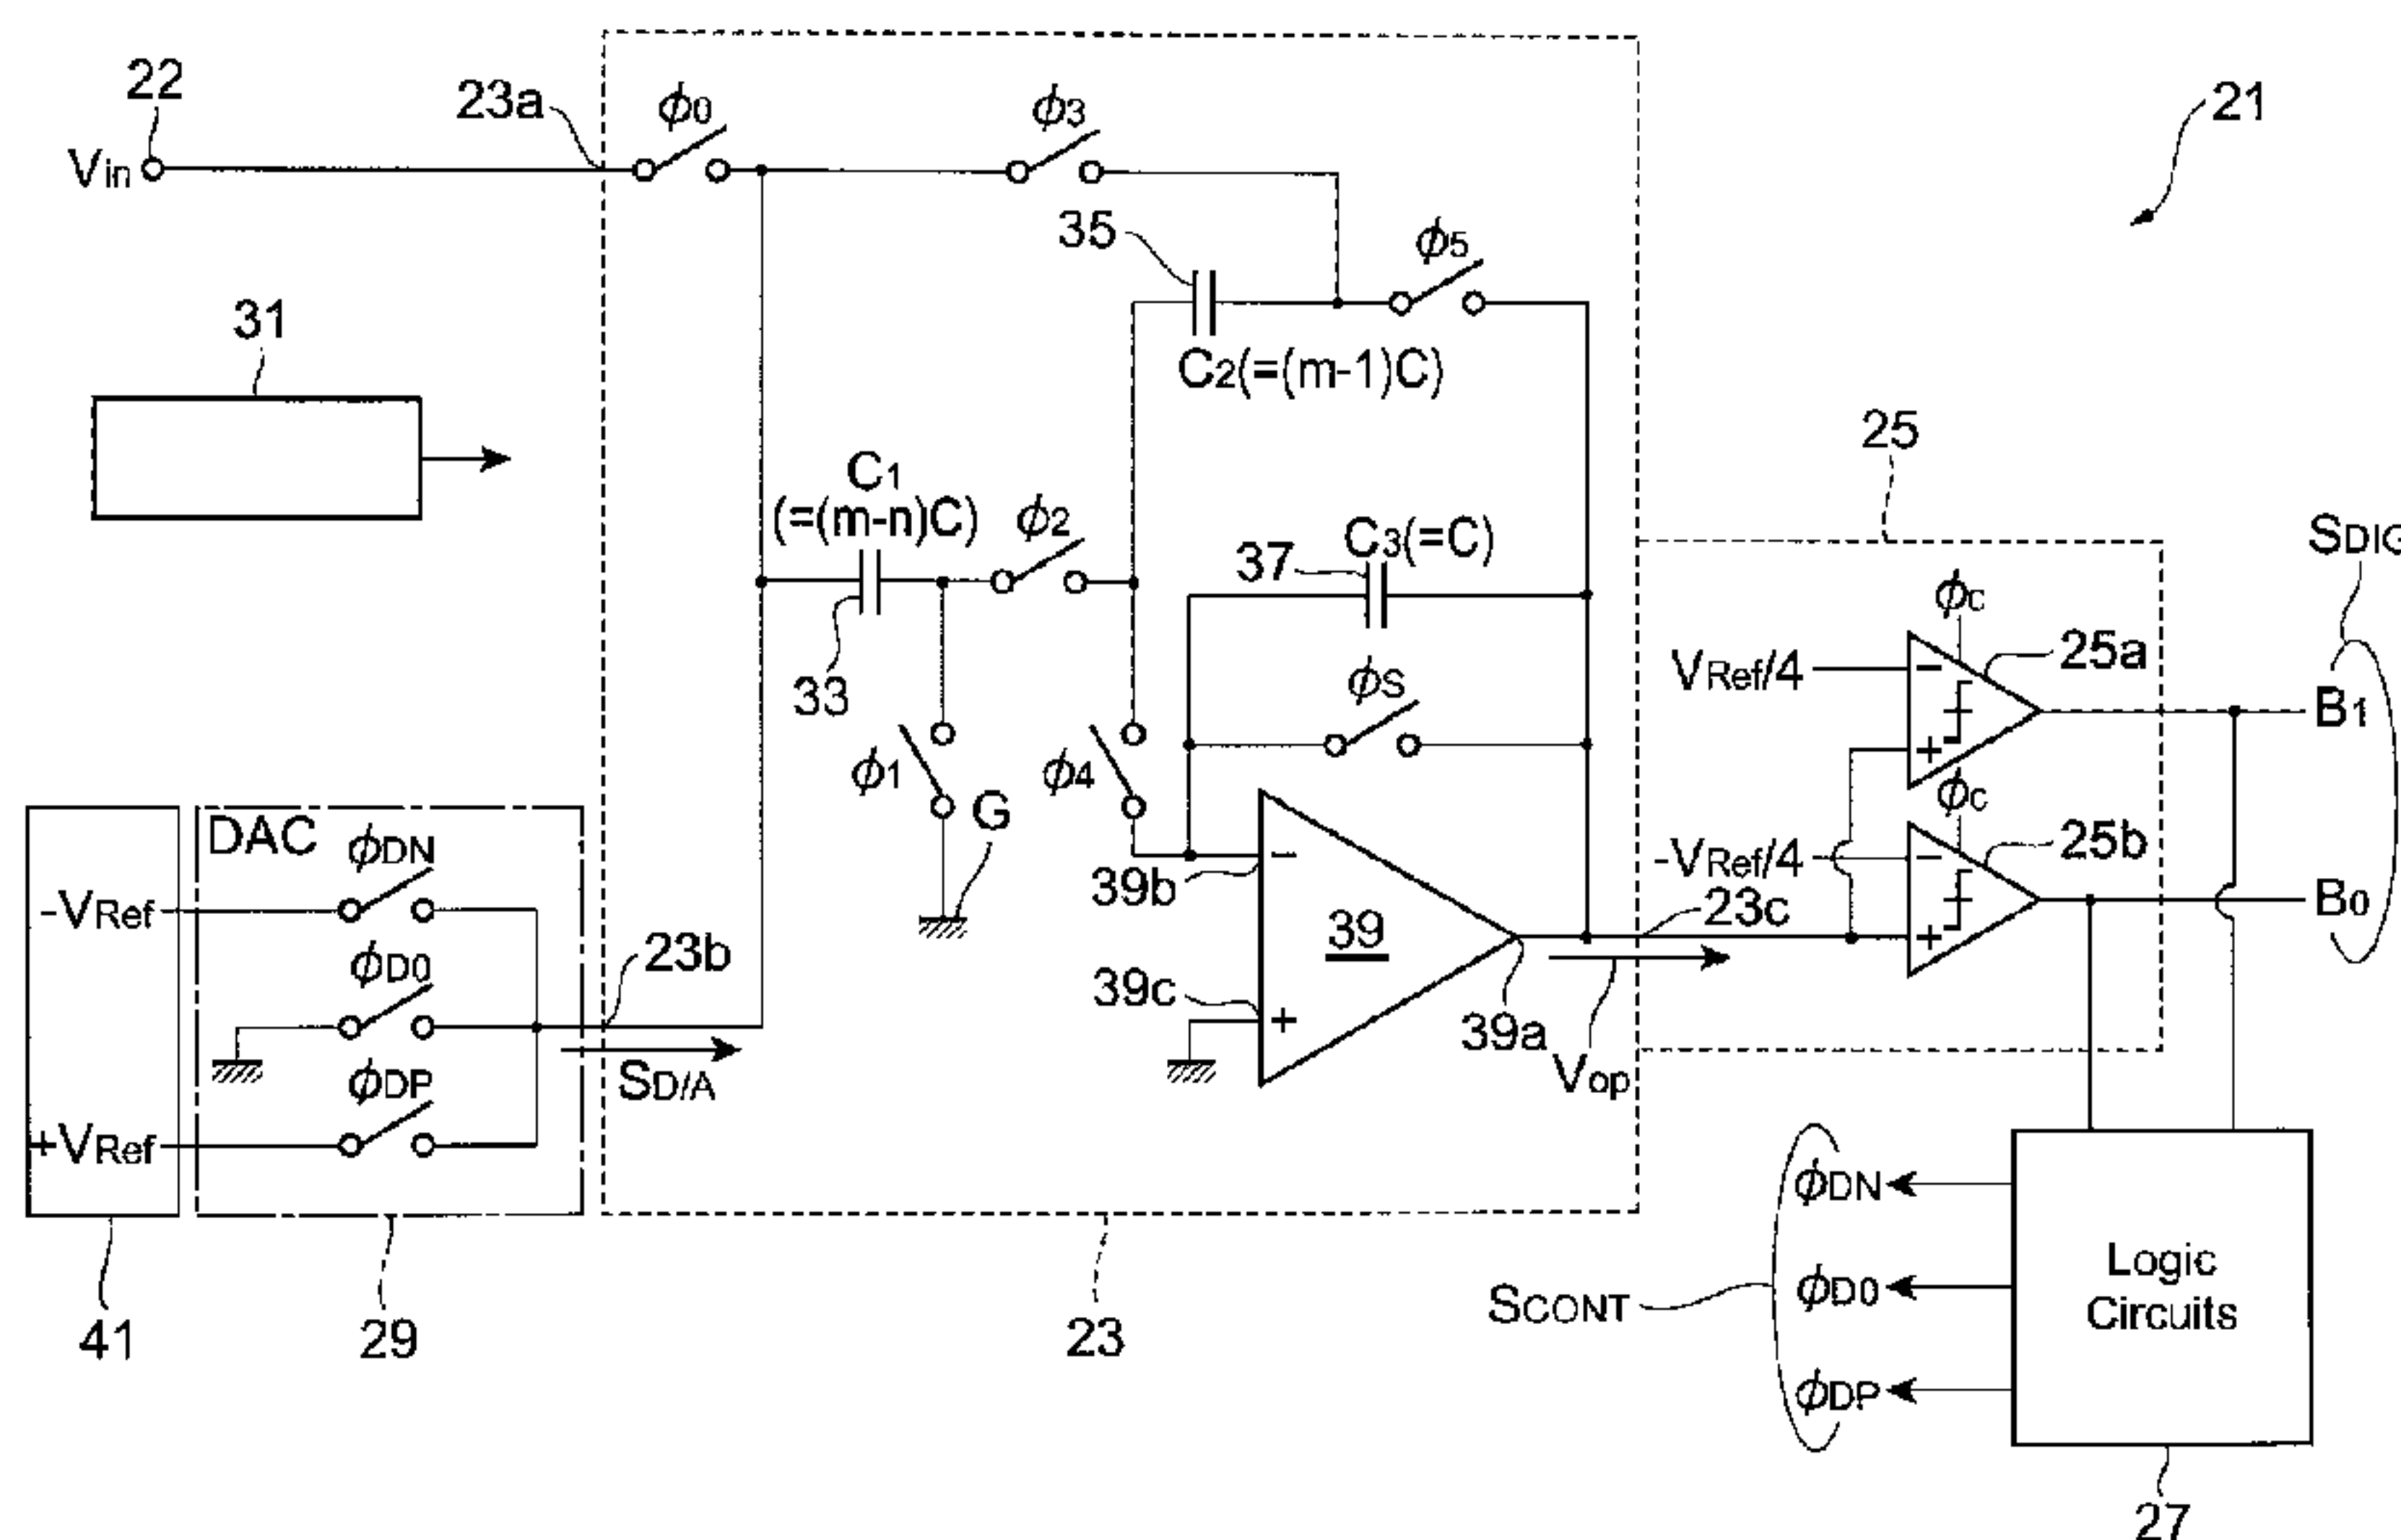 22
23a
ϕ0
ϕ3
21
Vin
35
ϕ5
31
C2(=(m-1)C)
25
C1
(=(m-n)C)
ϕ2
C3(=C)
37
SDIG
ϕC
25a
VRef/4
33
ϕS
B1
ϕ1
ϕ4
G
ϕC
DAC
ϕDN
25b
-VRef/4
39b
-VRef
39
23c
B0
ϕD0
23b
39c
39a
ϕDP
SD/A
Vop
+VRef
ϕDN
SCONT
ϕD0
Logic
Circuits
41
29
23
ϕDP
27